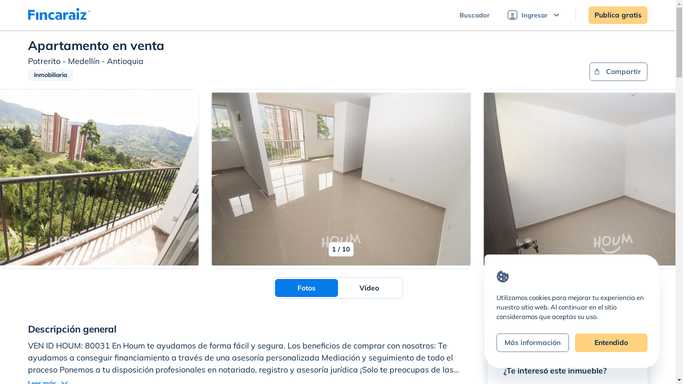 Fincaraiz
Buscador
Ingresar
Publica gratis
Apartamento en venta
Potrerito - Medellín - Antioquia
Inmobiliaria
Compartir
HOUM
HOUM
HOUM
1 / 10
Fotos
Video
Descripción general
VEN ID HOUM: 80031 En Houm te ayudamos de forma fácil y segura. Los beneficios de comprar con nosotros: Te
ayudamos a conseguir financiamiento a través de una asesoría personalizada Mediación y seguimiento de todo el
proceso Ponemos a tu disposición profesionales en notariado, registro y asesoría jurídica ¡Solo te preocupas de las...
Leer más
Utilizamos cookies para mejorar tu experiencia en
nuestro sitio web. Al continuar en el sitio
consideramos que aceptas su uso.
Más información
Entendido
¿Te interesó este inmueble?